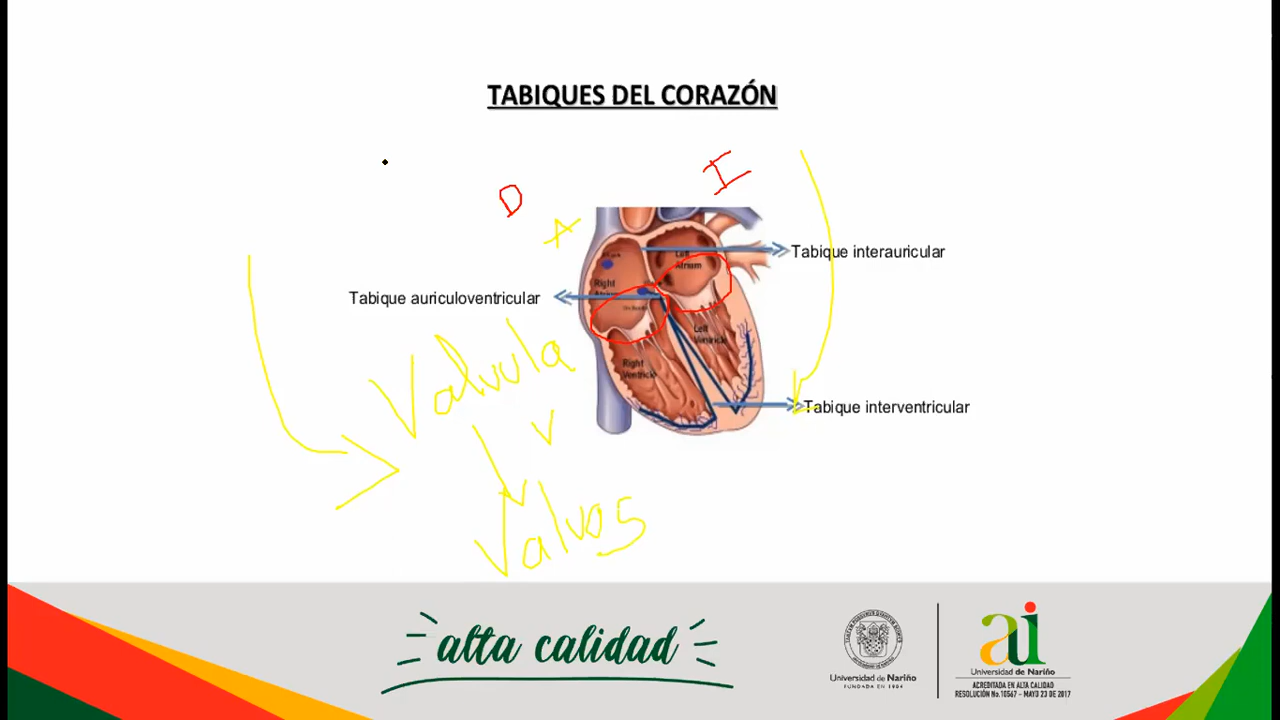 TABIQUES DEL CORAZÓN
D
I
A
Left
Atrium
Tabique interauricular
Right
Tabique auriculoventricular
Left
Ventricle
Valvula
Right
Ventricle
V
Tabique interventricular
Valvas
alta calidad
Universidad de Nariño
FUNDADA EN 1904
aui
Universidad de Nariño
ACREDITADA EN ALTA CALIDAD
RESOLUCIÓN No.10567 - MAYO 23 DE 2017